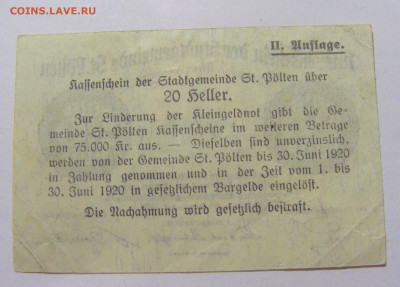 COINS.LAVE.RU
II. Auflage.
Kassenschein der Stadtgemeinde St. Pölten über
20 Heller.
Zur Linderung der Kleingeldnot gibt die Ge-
meinde St. Pölten Kassenscheine im weiteren Betrage
von 75.000 Kr. aus. — Dieselben sind unverzinslich,
werden von der Gemeinde St. Pölten bis 30. Juni 1920
in Zahlung genommen und in der Zeit vom 1. bis
30. Juni 1920 in gesetzlichem Bargelde eingelöst.
Die Nachahmung wird gesetzlich bestraft.